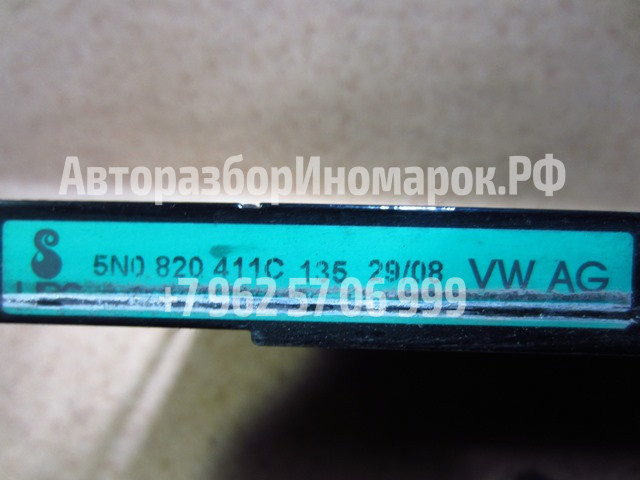 АвторазборИномарок.РФ
5N0 820 411C 135 29/08 VW AG
+7 962 57 06 999